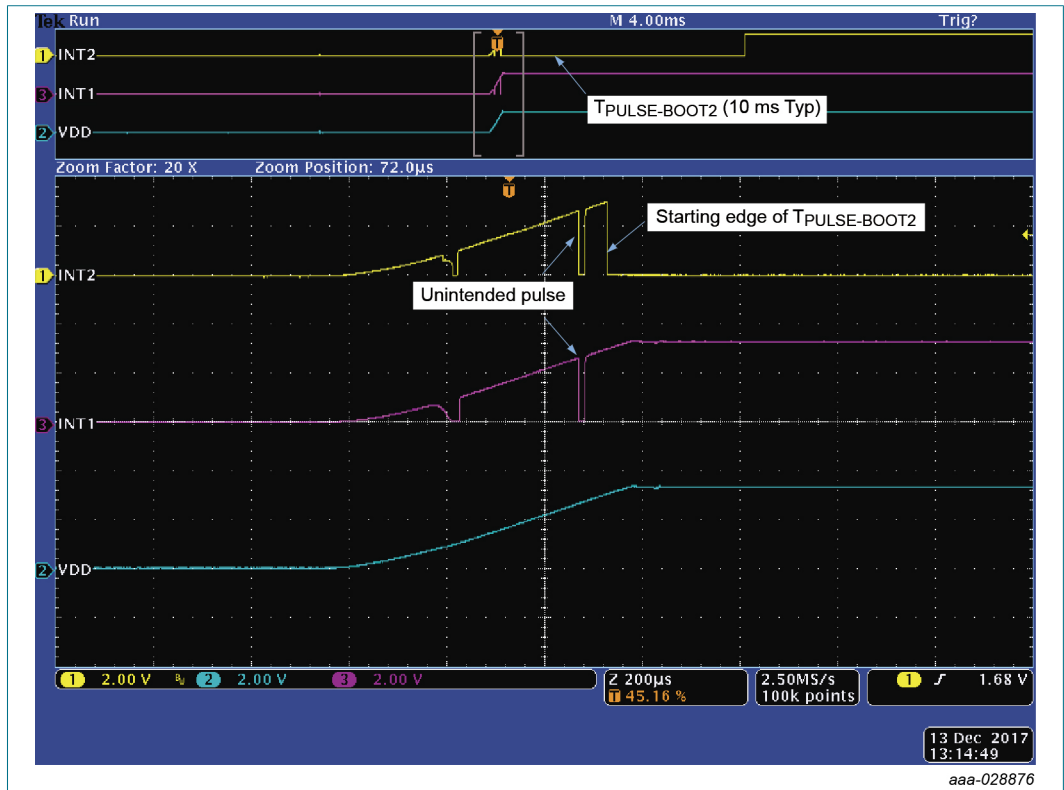 Tek Run M 4.00ms Trig?
1 INT2
3 INT1
TPULSE-BOOT2 (10 ms Typ)
2 VDD
Zoom Factor: 20 X Zoom Position: 72.0µs
T
T
Starting edge of TPULSE-BOOT2
1 INT2
Unintended pulse
3 INT1
2 VDD
1 2.00 V BW 2 2.00 V 3 2.00 V
Z 200µs
T 45.16 %
2.50MS/s
100k points
1 1.68 V
13 Dec 2017
13:14:49
aaa-028876